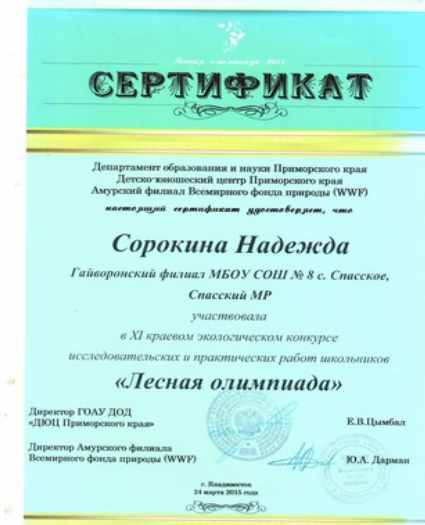 Лесная олимпиада 2015
СЕРТИФИКАТ
Департамент образования и науки Приморского края
Детско-юношеский центр Приморского края
Амурский филиал Всемирного фонда природы (WWF)
настоящий сертификат удостоверяет, что
Сорокина Надежда
Гайворонский филиал МБОУ СОШ № 8 с. Спасское,
Спасский МР
участвовала
в XI краевом экологическом конкурсе
исследовательских и практических работ школьников
«Лесная олимпиада»
Директор ГОАУ ДОД
«ДЮЦ Приморского края»
Е.В.Цымбал
Директор Амурского филиала
Всемирного фонда природы (WWF)
Ю.А. Дарман
г. Владивосток
24 марта 2015 года